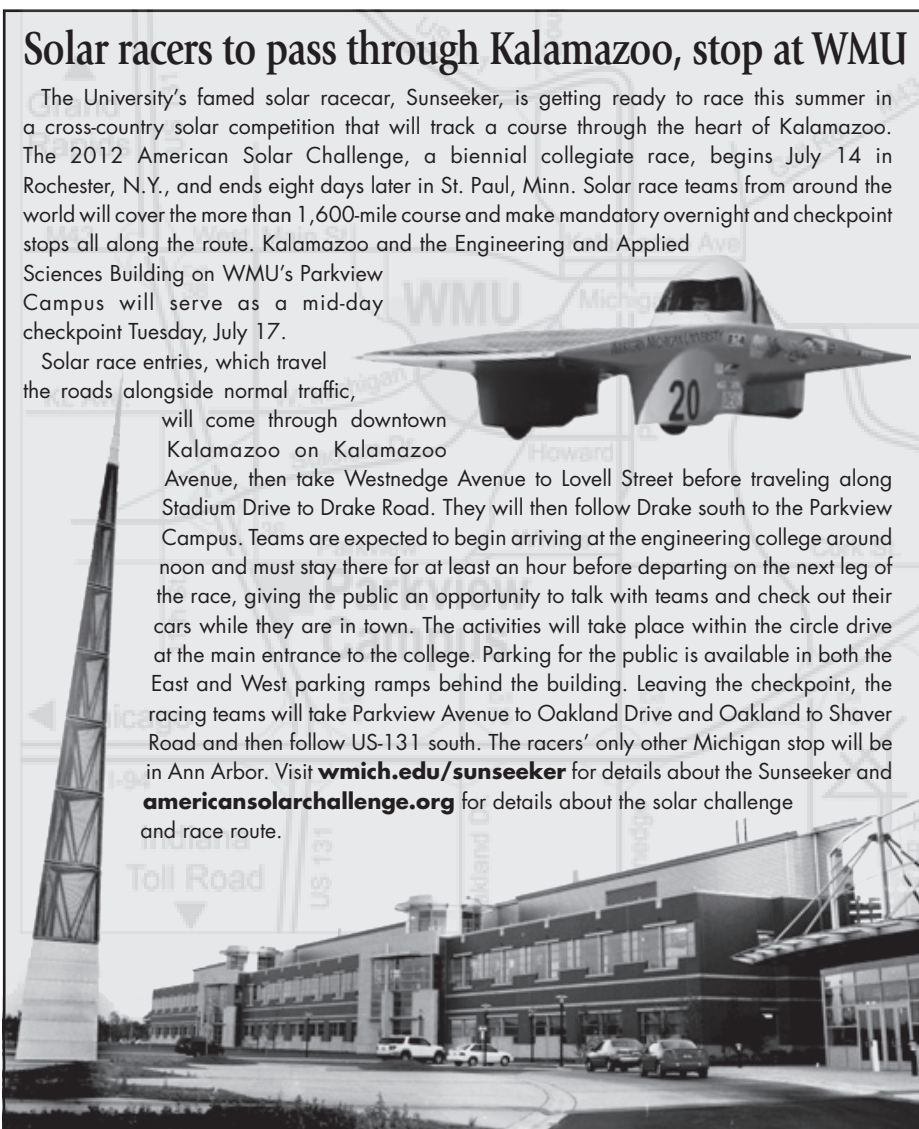 Solar racers to pass through Kalamazoo, stop at WMU
The University's famed solar racecar, Sunseeker, is getting ready to race this summer in
a cross-country solar competition that will track a course through the heart of Kalamazoo.
The 2012 American Solar Challenge, a biennial collegiate race, begins July 14 in
Rochester, N.Y., and ends eight days later in St. Paul, Minn. Solar race teams from around the
world will cover the more than 1,600-mile course and make mandatory overnight and checkpoint
stops all along the route. Kalamazoo and the Engineering and Applied
Sciences Building on WMU's Parkview
Campus will serve as a mid-day
checkpoint Tuesday, July 17.
Solar race entries, which travel
the roads alongside normal traffic,
will come through downtown
Kalamazoo on Kalamazoo
Avenue, then take Westnedge Avenue to Lovell Street before traveling along
Stadium Drive to Drake Road. They will then follow Drake south to the Parkview
Campus. Teams are expected to begin arriving at the engineering college around
noon and must stay there for at least an hour before departing on the next leg of
the race, giving the public an opportunity to talk with teams and check out their
cars while they are in town. The activities will take place within the circle drive
at the main entrance to the college. Parking for the public is available in both the
East and West parking ramps behind the building. Leaving the checkpoint, the
racing teams will take Parkview Avenue to Oakland Drive and Oakland to Shaver
Road and then follow US-131 south. The racers' only other Michigan stop will be
in Ann Arbor. Visit wmich.edu/sunseeker for details about the Sunseeker and
americansolarchallenge.org for details about the solar challenge
and race route.
Grand
Rapids
M43
West Main St
WMU
Michigan
20
Howard
Parkview
Parkview
Campus
Chicago
I-94
Indiana
Toll Road
US 131